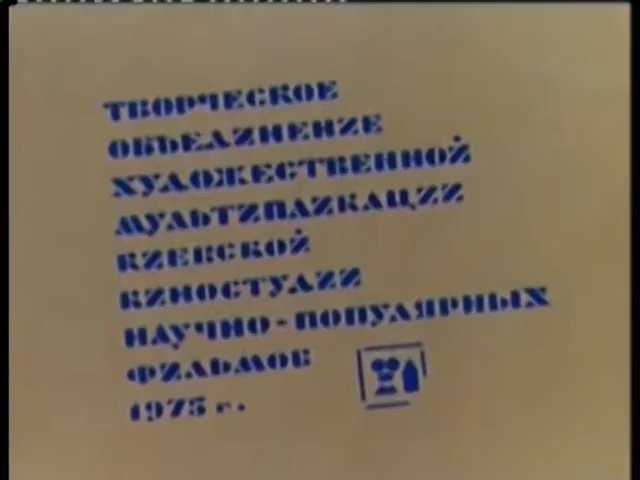 ТВОРЧЕСКОЕ
ОБЪЕДИНЕНИЕ
ХУДОЖЕСТВЕННОЙ
МУЛЬТИПЛИКАЦИИ
КИЕВСКОЙ
КИНОСТУДИИ
НАУЧНО-ПОПУЛЯРНЫХ
ФИЛЬМОВ
1975 г.